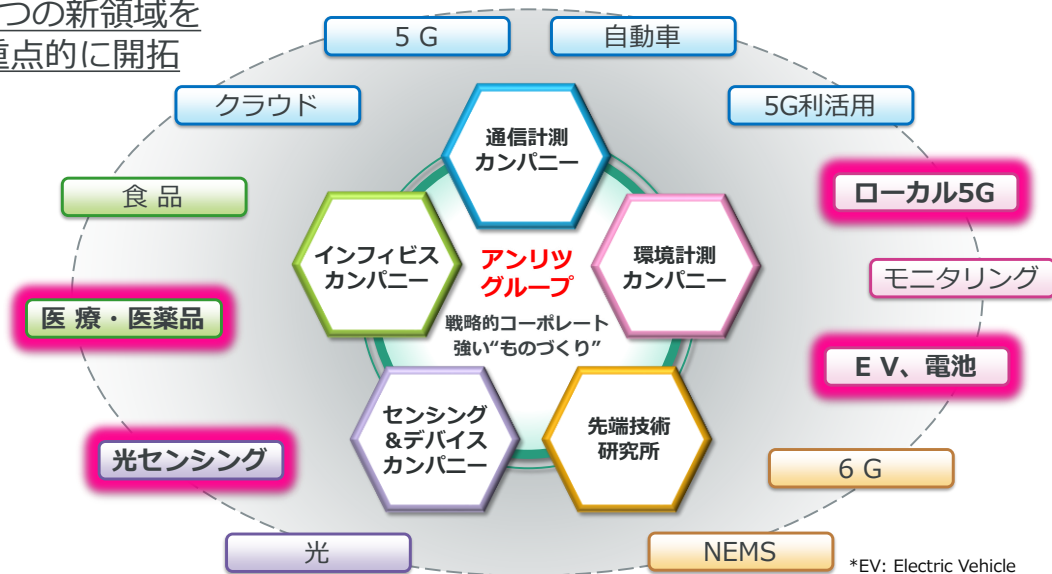 つの新領域を
重点的に開拓
5 G
自動車
クラウド
5G利活用
通信計測
カンパニー
食 品
ローカル5G
インフィビス
カンパニー
アンリツ
グループ
環境計測
カンパニー
モニタリング
医 療・医薬品
戦略的コーポレート
強い“ものづくり”
E V、電池
センシング
&デバイス
カンパニー
先端技術
研究所
光センシング
6 G
光
NEMS
*EV: Electric Vehicle